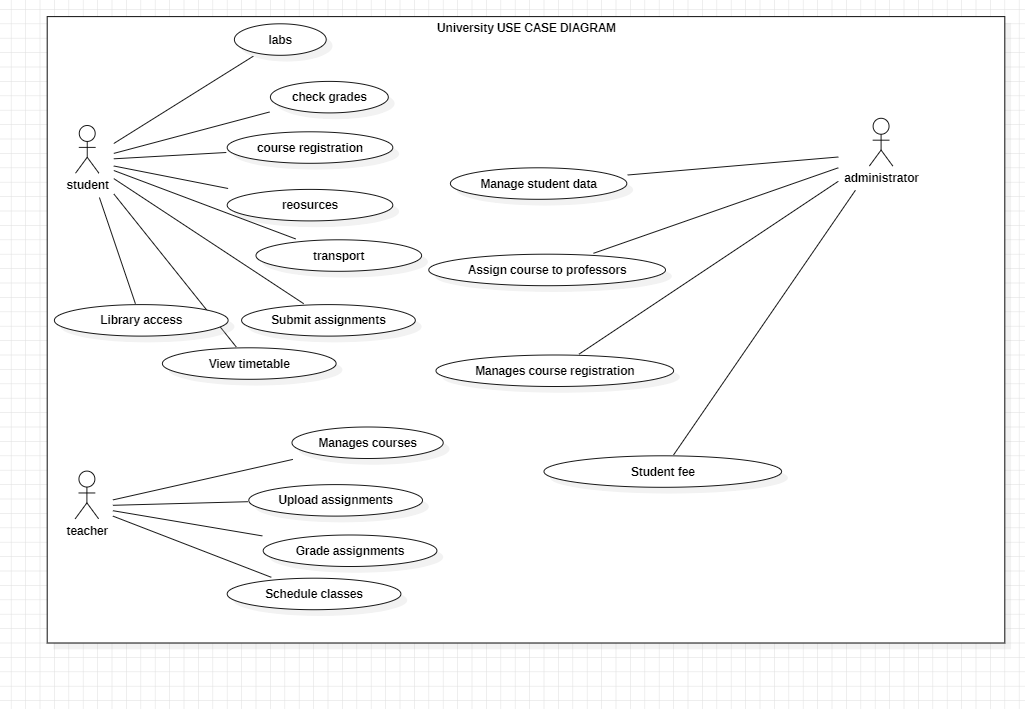 University USE CASE DIAGRAM
labs
check grades
course registration
student
reosurces
transport
Library access
Submit assignments
View timetable
administrator
Manage student data
Assign course to professors
Manages course registration
Student fee
Manages courses
Upload assignments
teacher
Grade assignments
Schedule classes